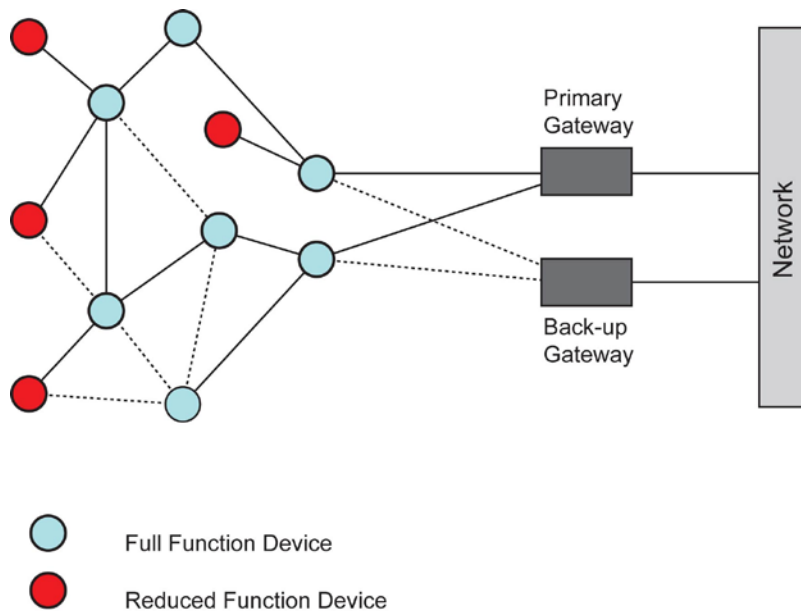 Primary
Gateway
Network
Back-up
Gateway
Full Function Device
Reduced Function Device